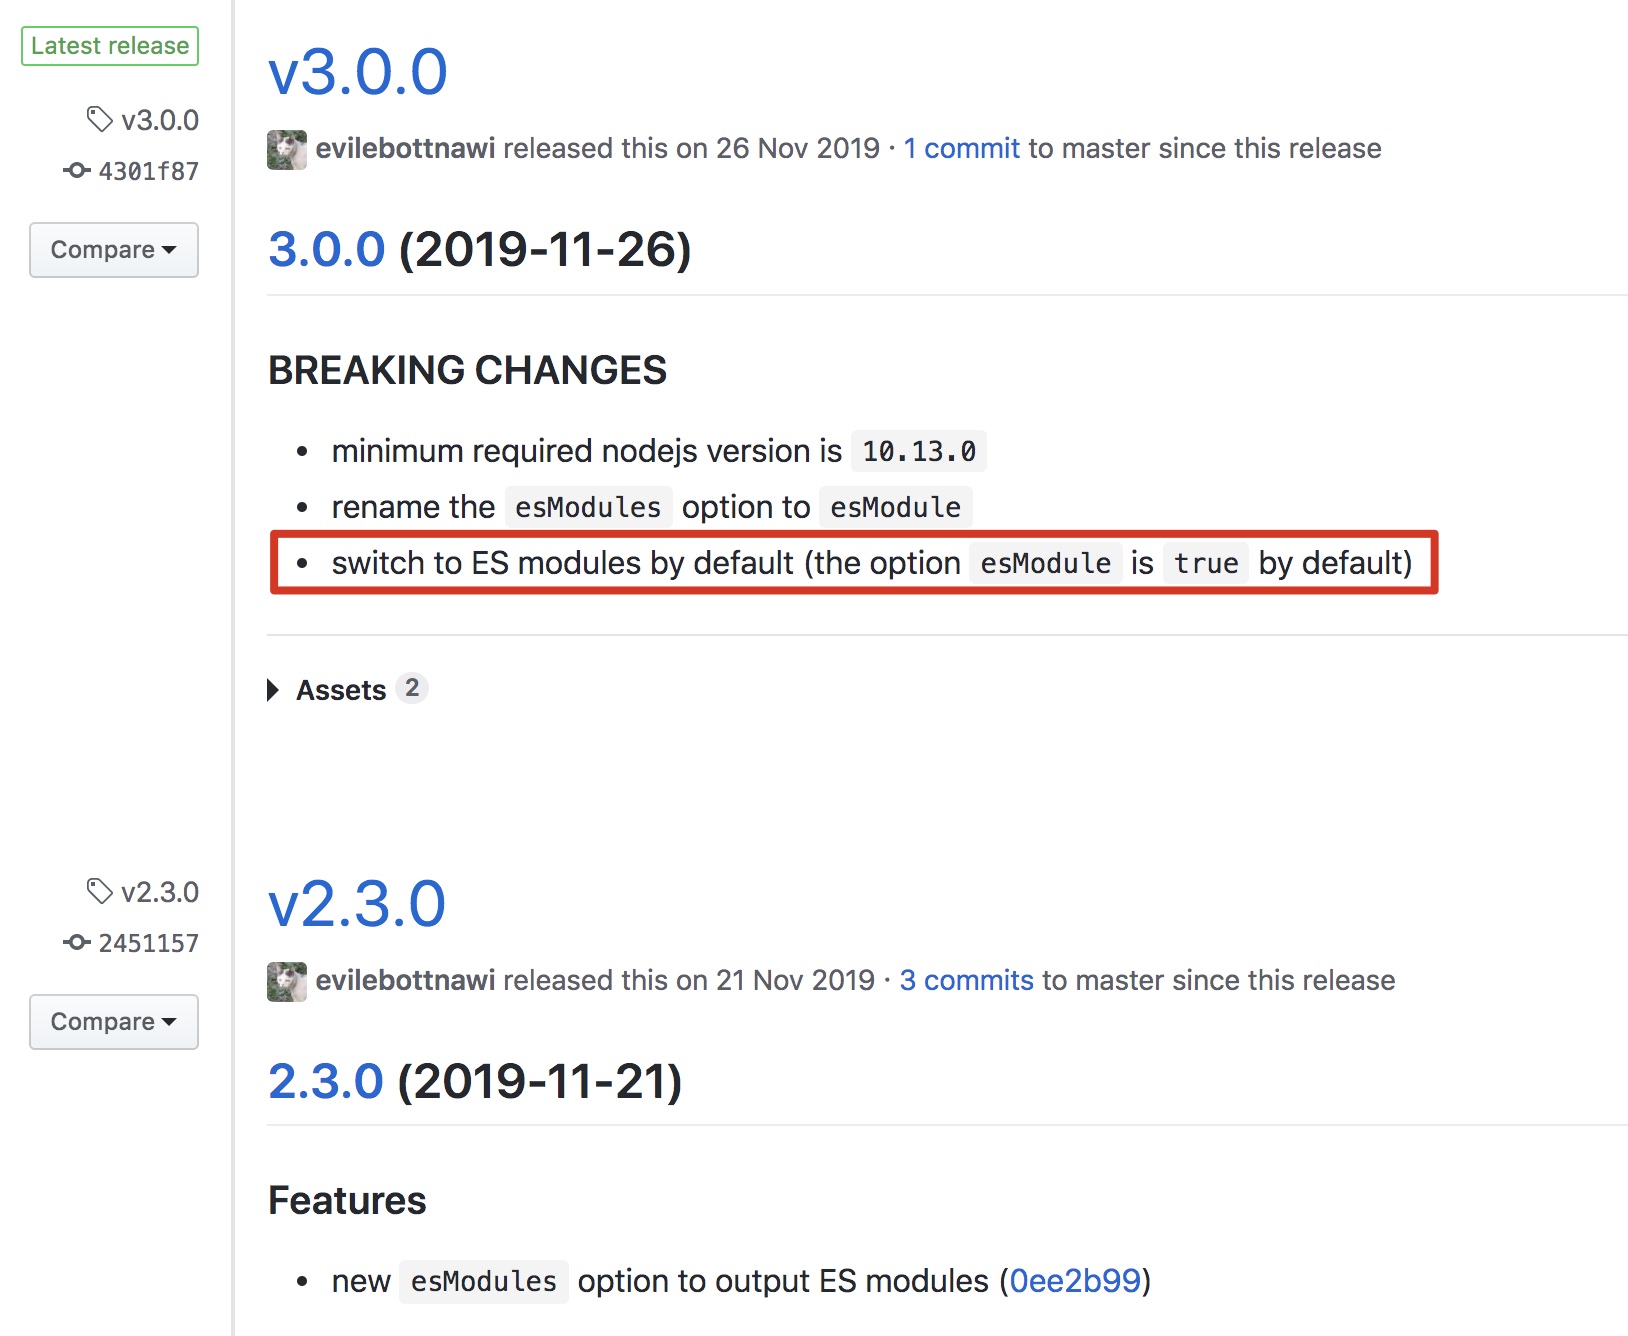 Latest release
v3.0.0
4301f87
Compare
v3.0.0
evilebottnawi released this on 26 Nov 2019 · 1 commit to master since this release
3.0.0 (2019-11-26)
BREAKING CHANGES
• minimum required nodejs version is 10.13.0
• rename the esModules option to esModule
• switch to ES modules by default (the option esModule is true by default)
Assets 2
v2.3.0
2451157
Compare
v2.3.0
evilebottnawi released this on 21 Nov 2019 · 3 commits to master since this release
2.3.0 (2019-11-21)
Features
• new esModules option to output ES modules (0ee2b99)